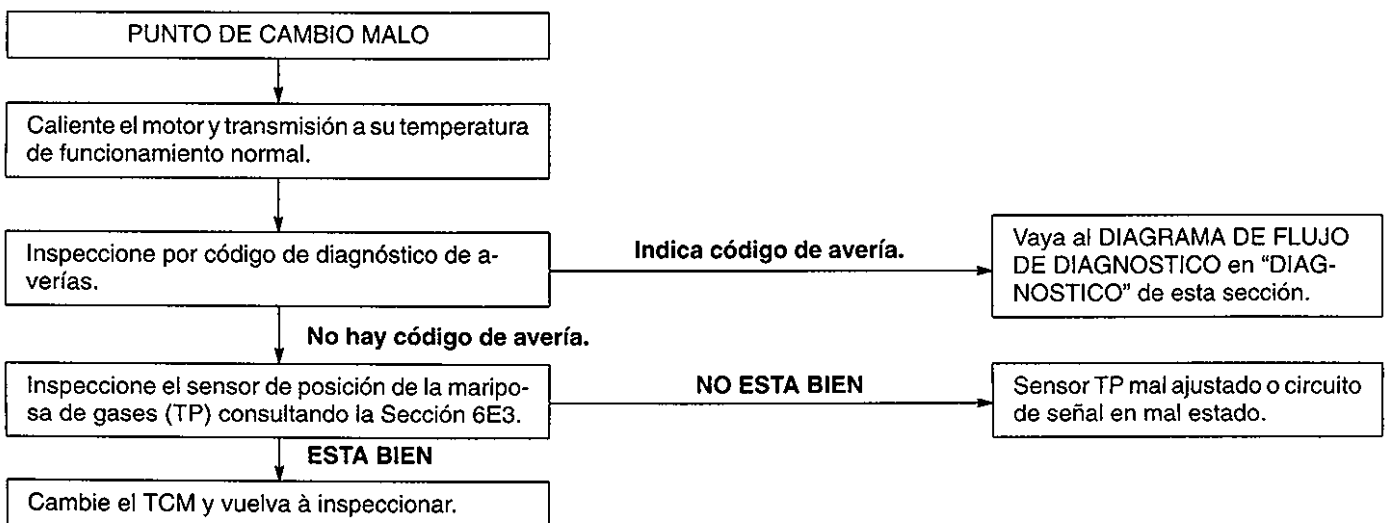 PUNTO DE CAMBIO MALO
Caliente el motor y transmisión a su temperatura
de funcionamiento normal.
Inspeccione por código de diagnóstico de a-
verías.
Indica código de avería.
Vaya al DIAGRAMA DE FLUJO
DE DIAGNOSTICO en “DIAG-
NOSTICO” de esta sección.
No hay código de avería.
Inspeccione el sensor de posición de la maripo-
sa de gases (TP) consultando la Sección 6E3.
NO ESTA BIEN
Sensor TP mal ajustado o circuito
de señal en mal estado.
ESTA BIEN
Cambie el TCM y vuelva à inspeccionar.